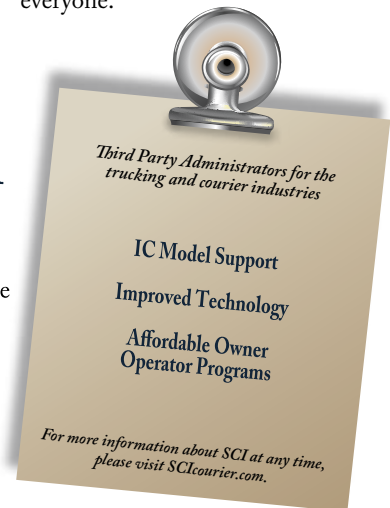 everyone.
e
Third Party Administrators for the
trucking and courier industries
IC Model Support
Improved Technology
Affordable Owner
Operator Programs
For more information about SCI at any time,
please visit SCIcourier.com.